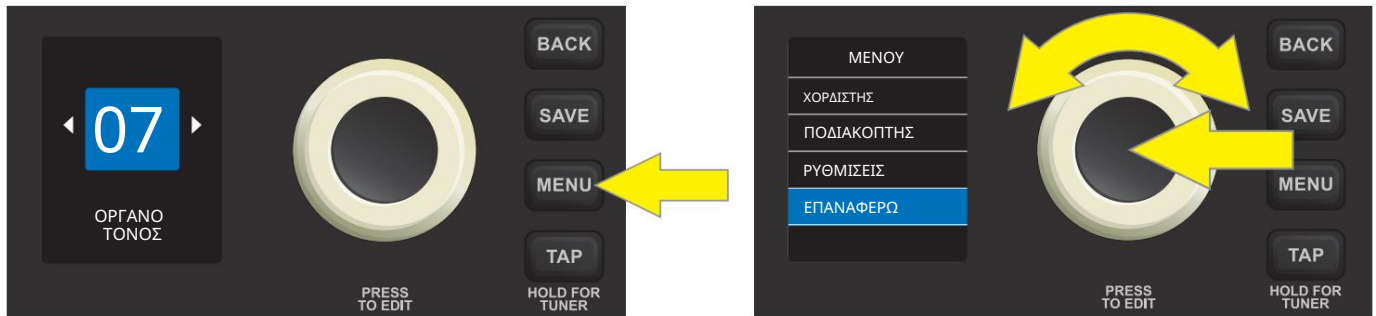 07
ΟΡΓΑΝΟ
ΤΟΝΟΣ
BACK
SAVE
MENU
TAP
HOLD FOR
TUNER
PRESS
TO EDIT
ΜΕΝΟΥ
ΧΟΡΔΙΣΤΗΣ
ΠΟΔΙΑΚΟΠΤΗΣ
ΡΥΘΜΙΣΕΙΣ
ΕΠΑΝΑΦΕΡΩ
BACK
SAVE
MENU
TAP
HOLD FOR
TUNER
PRESS
TO EDIT